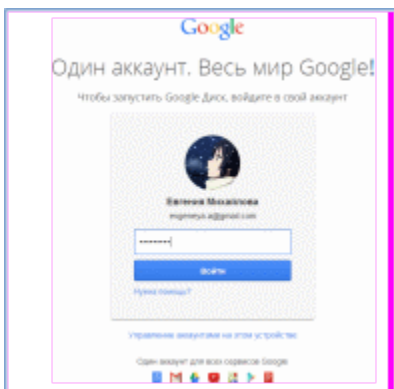 Google
Один аккаунт. Весь мир Google!
Чтобы запустить Google Диск, войдите в свой аккаунт
Евгения Михайлова
Войти
Нужна помощь?
Управление аккаунтами на этом устройстве
Один аккаунт для всех сервисов Google